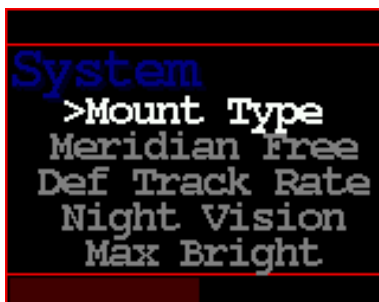 System
>Mount Type
Meridian Free
Def Track Rate
Night Vision
Max Bright